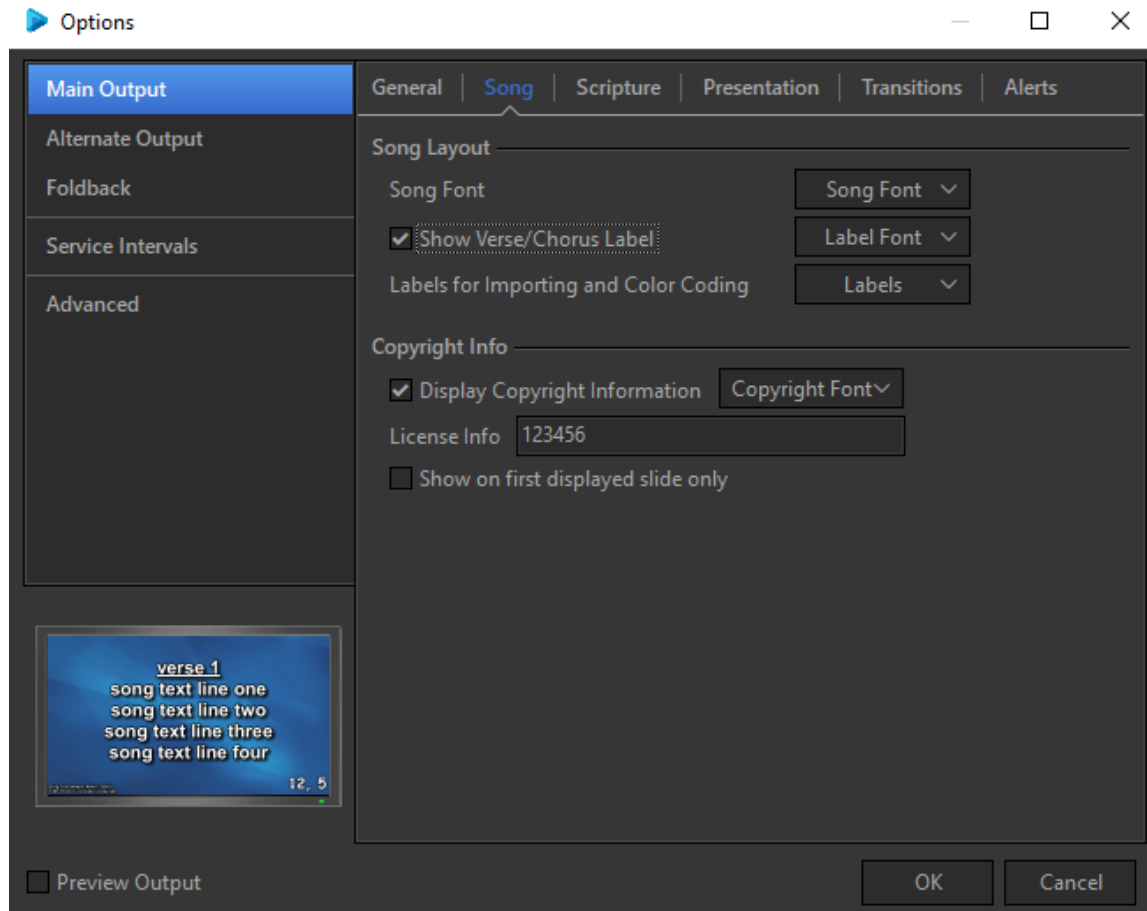 Options
Main Output
Alternate Output
Foldback
Service Intervals
Advanced
General Song Scripture Presentation Transitions Alerts
Song Layout
Song Font Song Font
Show Verse/Chorus Label Label Font
Labels for Importing and Color Coding Labels
Copyright Info
Display Copyright Information Copyright Font
License Info 123456
Show on first displayed slide only
verse 1
song text line one
song text line two
song text line three
song text line four
12, 5
Preview Output
OK Cancel